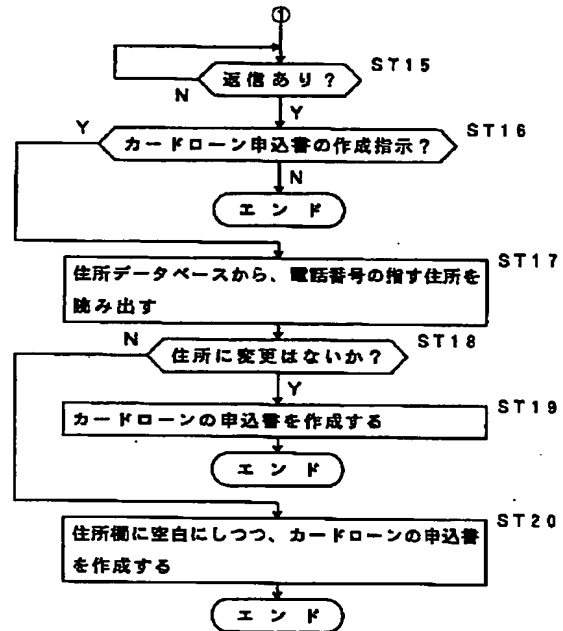 ①
返信あり？
ST15
N
Y
Y
カードローン申込書の作成指示？
ST16
N
エンド
住所データベースから、電話番号の指す住所を
読み出す
ST17
N
住所に変更はないか？
ST18
Y
カードローンの申込書を作成する
ST19
エンド
住所欄に空白にしつつ、カードローンの申込書
を作成する
ST20
エンド